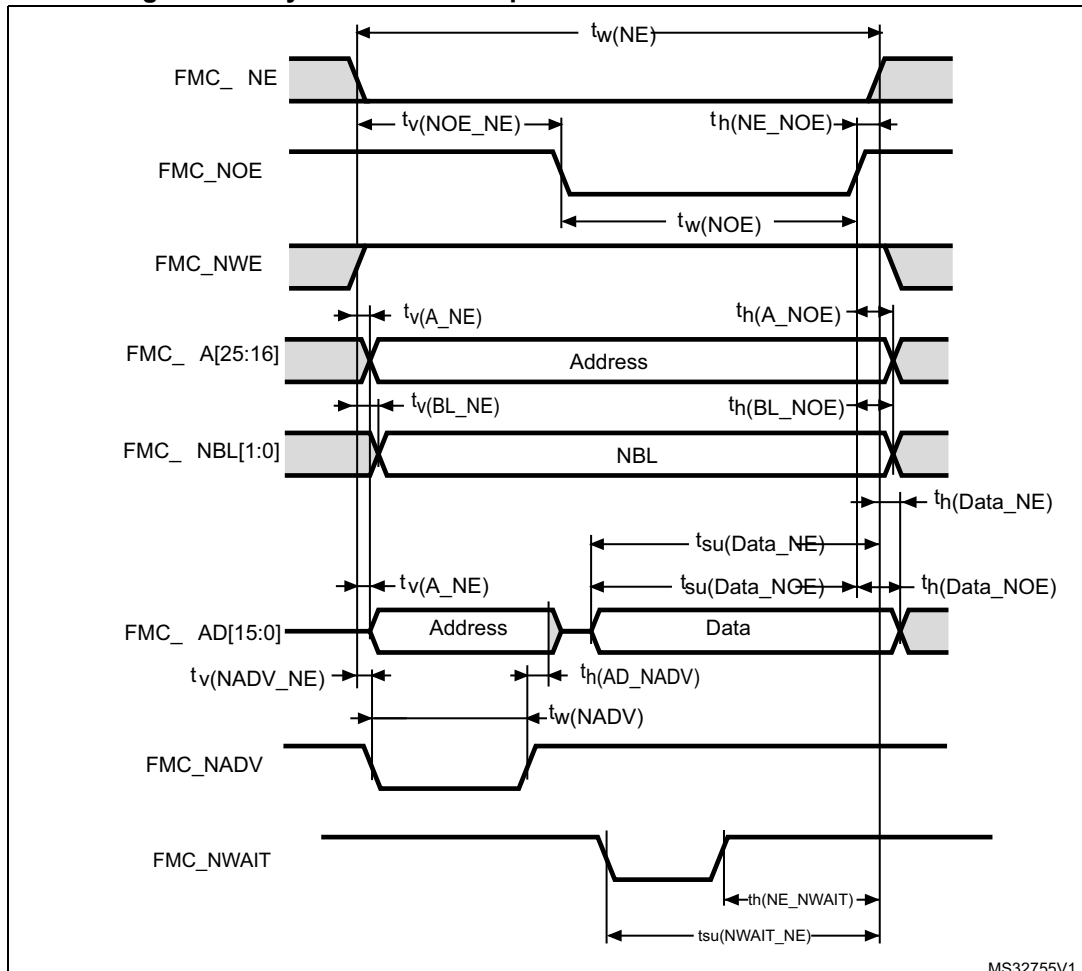 tw(NE)
FMC_ NE
tv(NOE_NE)
th(NE_NOE)
FMC_NOE
tw(NOE)
FMC_NWE
tv(A_NE)
th(A_NOE)
FMC_ A[25:16]
Address
tv(BL_NE)
th(BL_NOE)
FMC_ NBL[1:0]
NBL
th(Data_NE)
tsu(Data_NE)
tv(A_NE)
tsu(Data_NOE)
th(Data_NOE)
FMC_ AD[15:0]
Address
Data
tv(NADV_NE)
th(AD_NADV)
tw(NADV)
FMC_NADV
FMC_NWAIT
th(NE_NWAIT)
tsu(NWAIT_NE)
MS32755V1